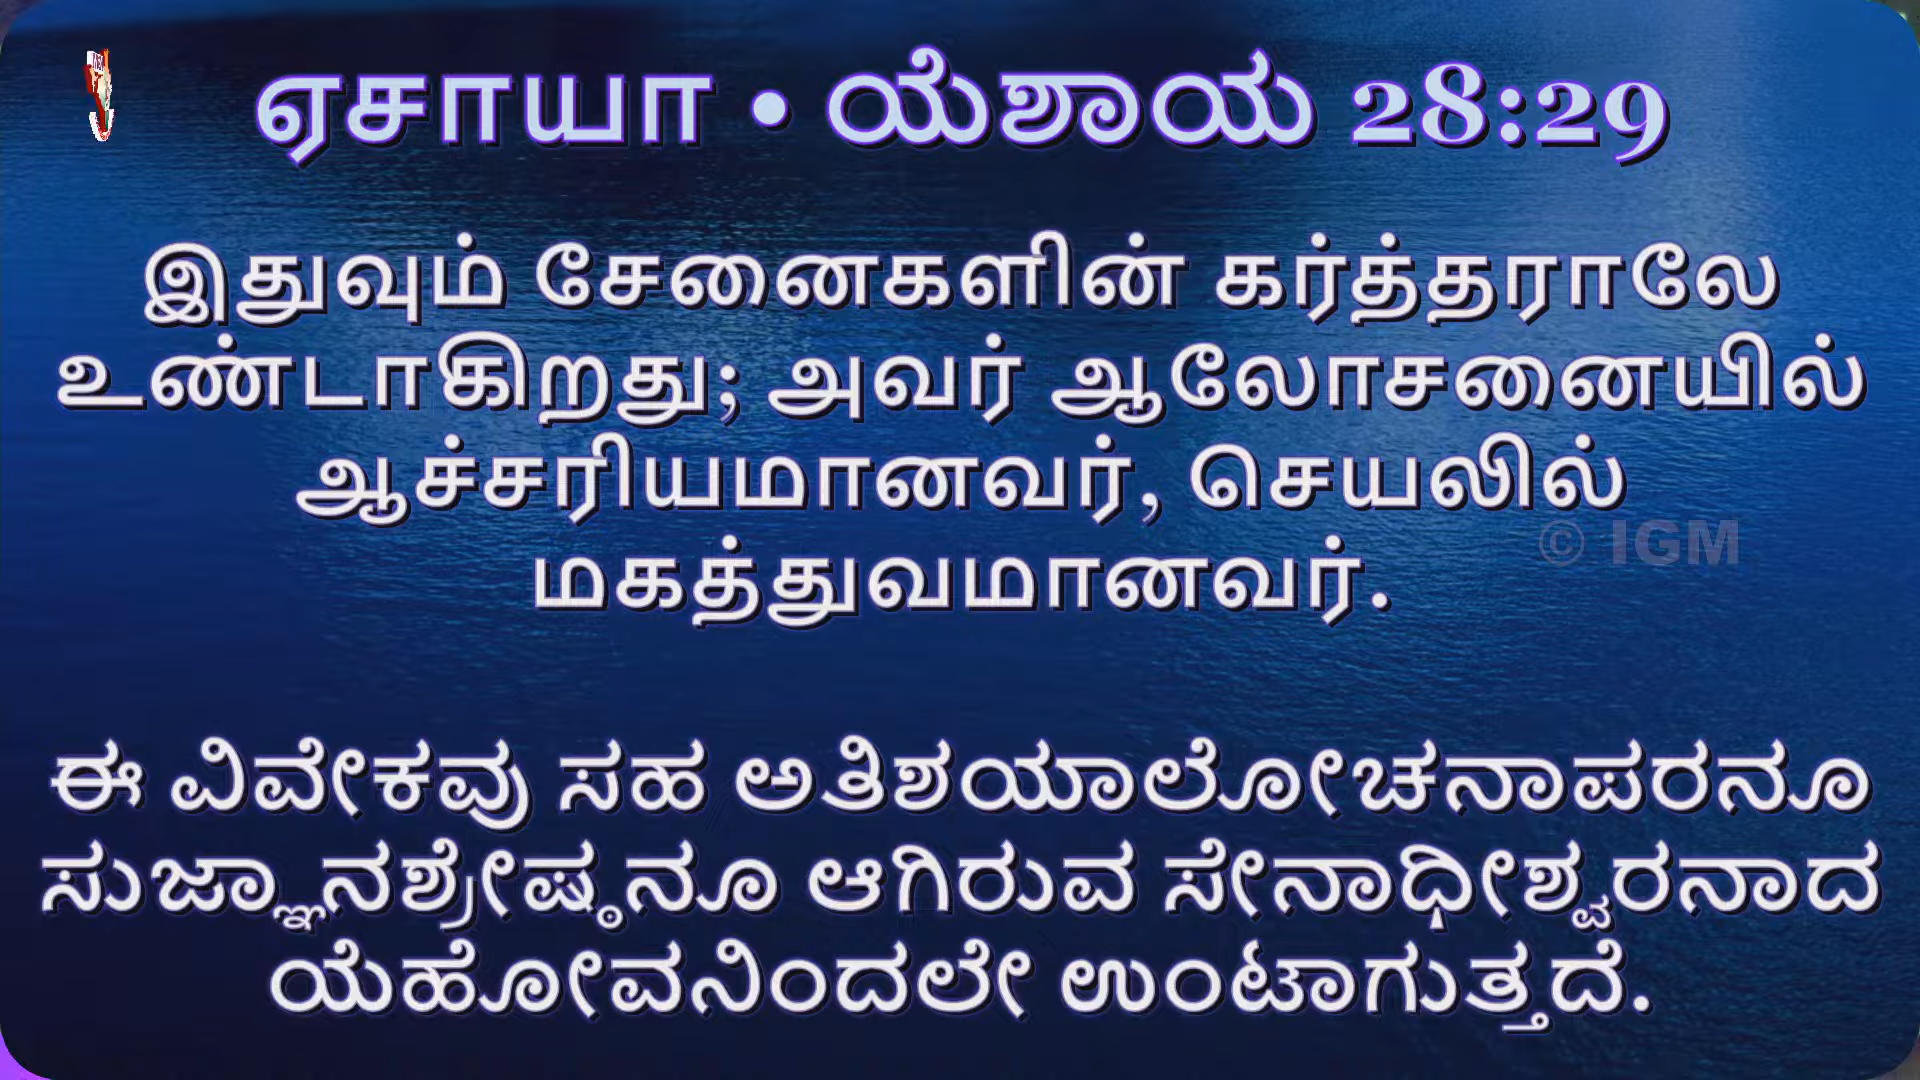 ஏசாயா • ಯೆಶಾಯ 28:29
இதுவும் சேனைகளின் கர்த்தராலே
உண்டாகிறது; அவர் ஆலோசனையில்
ஆச்சரியமானவர், செயலில்
© IGM
மகத்துவமானவர்.
ಈ ವಿವೇಕವು ಸಹ ಅತಿಶಯಾಲೋಚನಾಪರನೂ
ಸುಜ್ಞಾನಶ್ರೇಷ್ಠನೂ ಆಗಿರುವ ಸೇನಾಧೀಶ್ವರನಾದ
ಯೆಹೋವನಿಂದಲೇ ಉಂಟಾಗುತ್ತದೆ.